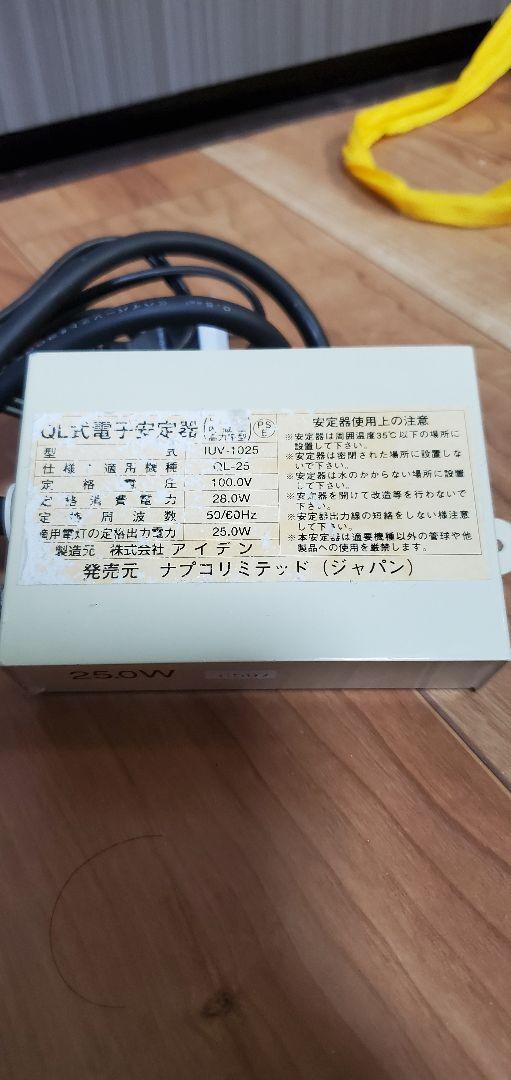 QL式電子安定器
高力率型
PS
E
型 式 IUV-1025
仕様・適用機種 QL-25
定格電圧 100.0V
定格消費電力 28.0W
定格周波数 50/60Hz
適用電灯の定格出力電力 25.0W
製造元 株式会社アイデン
発売元 ナプコリミテッド(ジャパン)
安定器使用上の注意
※安定器は周囲温度35℃以下の場所に
設置して下さい。
※安定器は密閉された場所に設置しな
いで下さい。
※安定器は水のかからない場所に設置
して下さい。
※安定器を開けて改造等を行わない
で下さい。
※安定器出力線の短絡をしない様注意
して下さい。
※本安定器は適要機種以外の管球や他
製品への使用を厳禁します。
25.0W